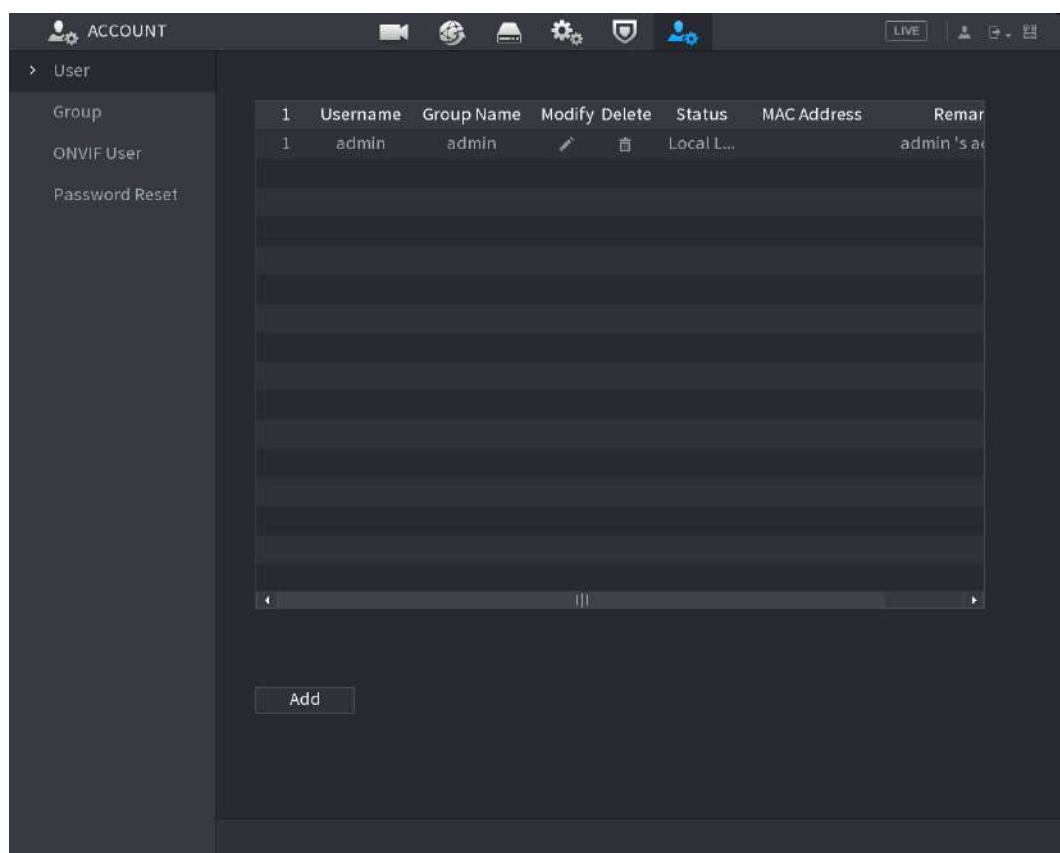 ACCOUNT LIVE
User
Group
ONVIF User
Password Reset
1 Username Group Name Modify Delete Status MAC Address Remar
1 admin admin Local L... admin 's a
Add